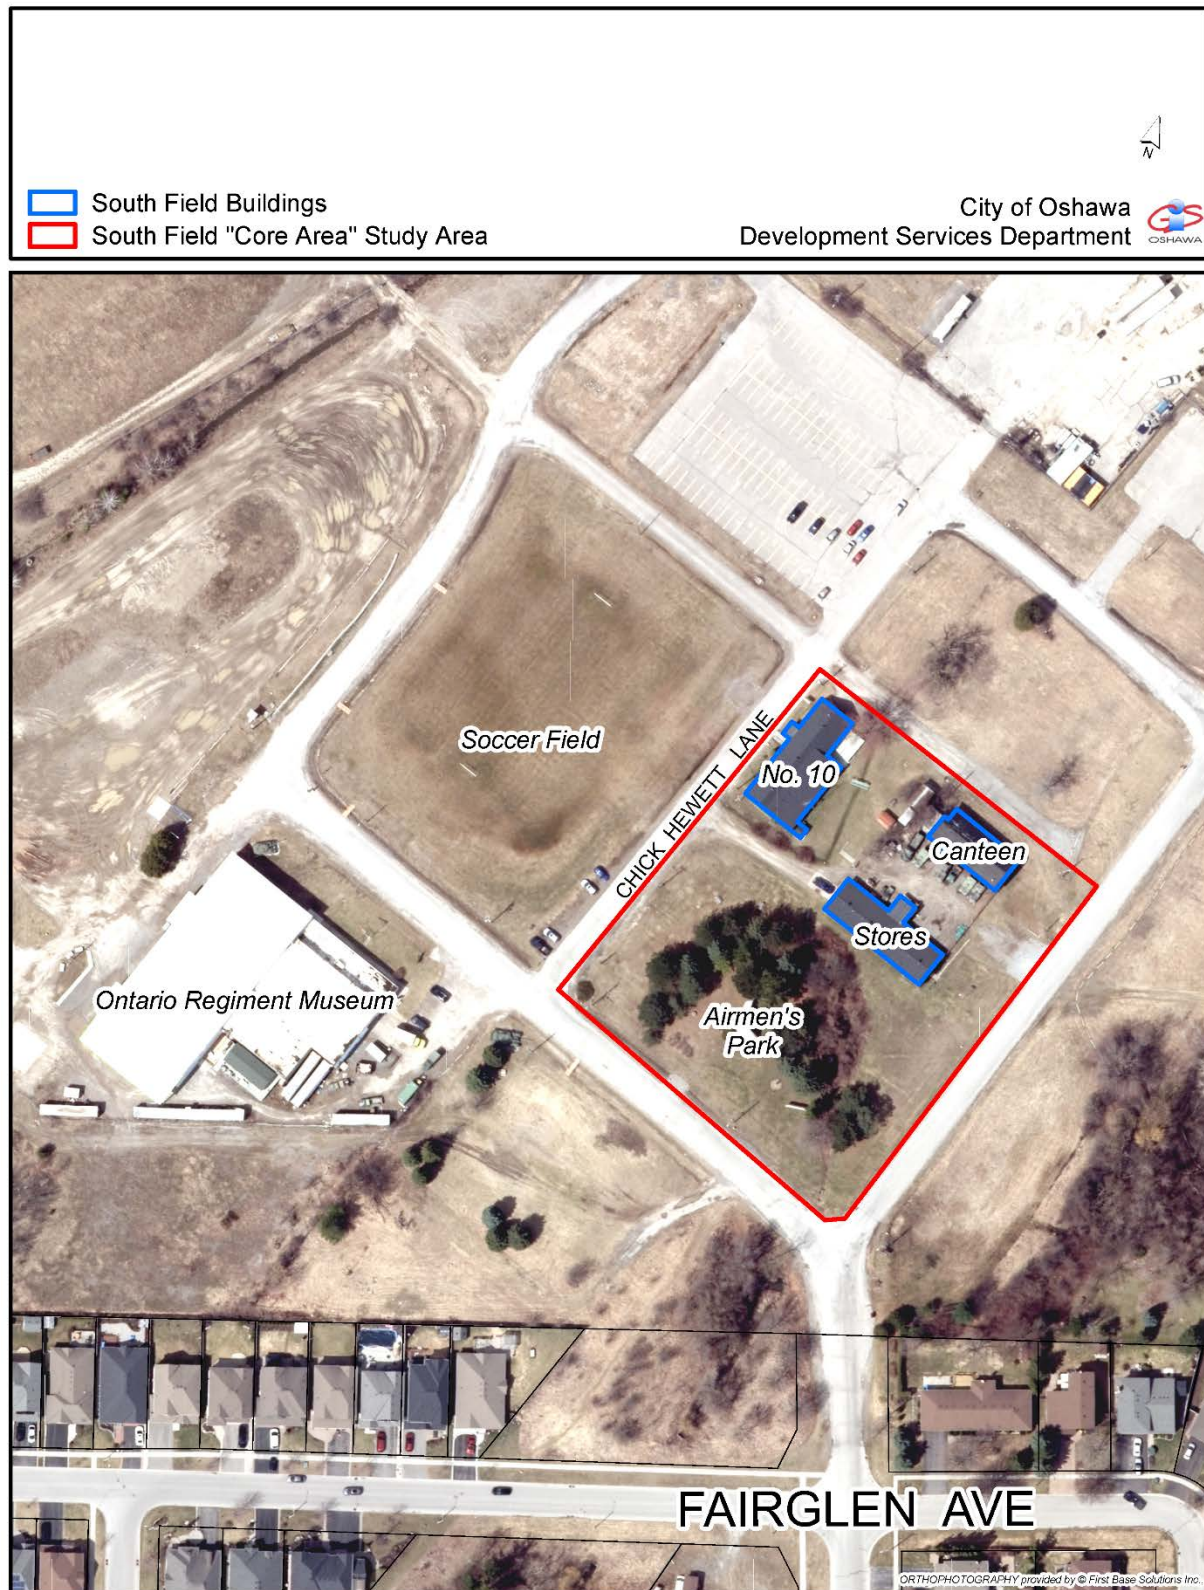 N
South Field Buildings
South Field "Core Area" Study Area
City of Oshawa
Development Services Department
GIS
OSHAWA
Soccer Field
CHICK HEWETT LANE
No. 10
Canteen
Stores
Ontario Regiment Museum
Airmen's
Park
FAIRGLEN AVE
ORTHOPHOTOGRAPHY provided by © First Base Solutions Inc.